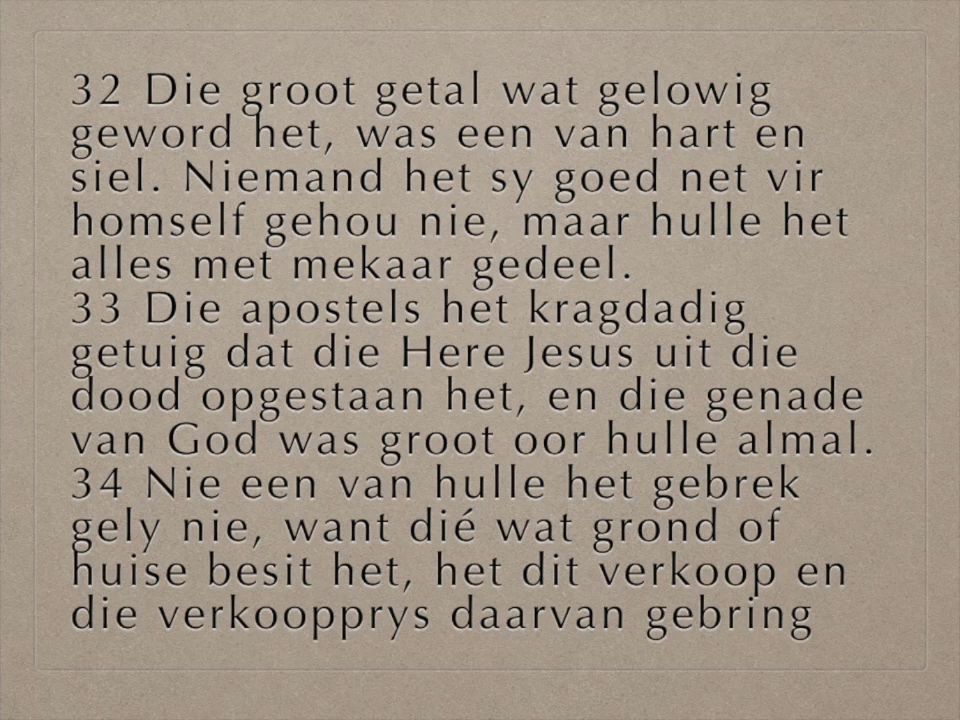 32 Die groot getal wat gelowig
geword het, was een van hart en
siel. Niemand het sy goed net vir
homself gehou nie, maar hulle het
alles met mekaar gedeel.
33 Die apostels het kragdadig
getuig dat die Here Jesus uit die
dood opgestaan het, en die genade
van God was groot oor hulle almal.
34 Nie een van hulle het gebrek
gely nie, want dié wat grond of
huise besit het, het dit verkoop en
die verkoopprys daarvan gebring